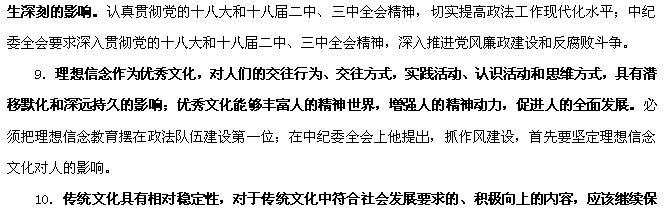 生深刻的影响。认真贯彻党的十八大和十八届二中、三中全会精神，切实提高政法工作现代化水平；中纪
委全会要求深入贯彻党的十八大和十八届二中、三中全会精神，深入推进党风廉政建设和反腐败斗争。
9. 理想信念作为优秀文化，对人们的交往行为、交往方式，实践活动、认识活动和思维方式，具有潜
移默化和深远持久的影响；优秀文化能够丰富人的精神世界，增强人的精神动力，促进人的全面发展。必
须把理想信念教育摆在政法队伍建设第一位；在中纪委全会上他提出，抓作风建设，首先要坚定理想信念
文化对人的影响。
10. 传统文化具有相对稳定性，对于传统文化中符合社会发展要求的、积极向上的内容，应该继续保